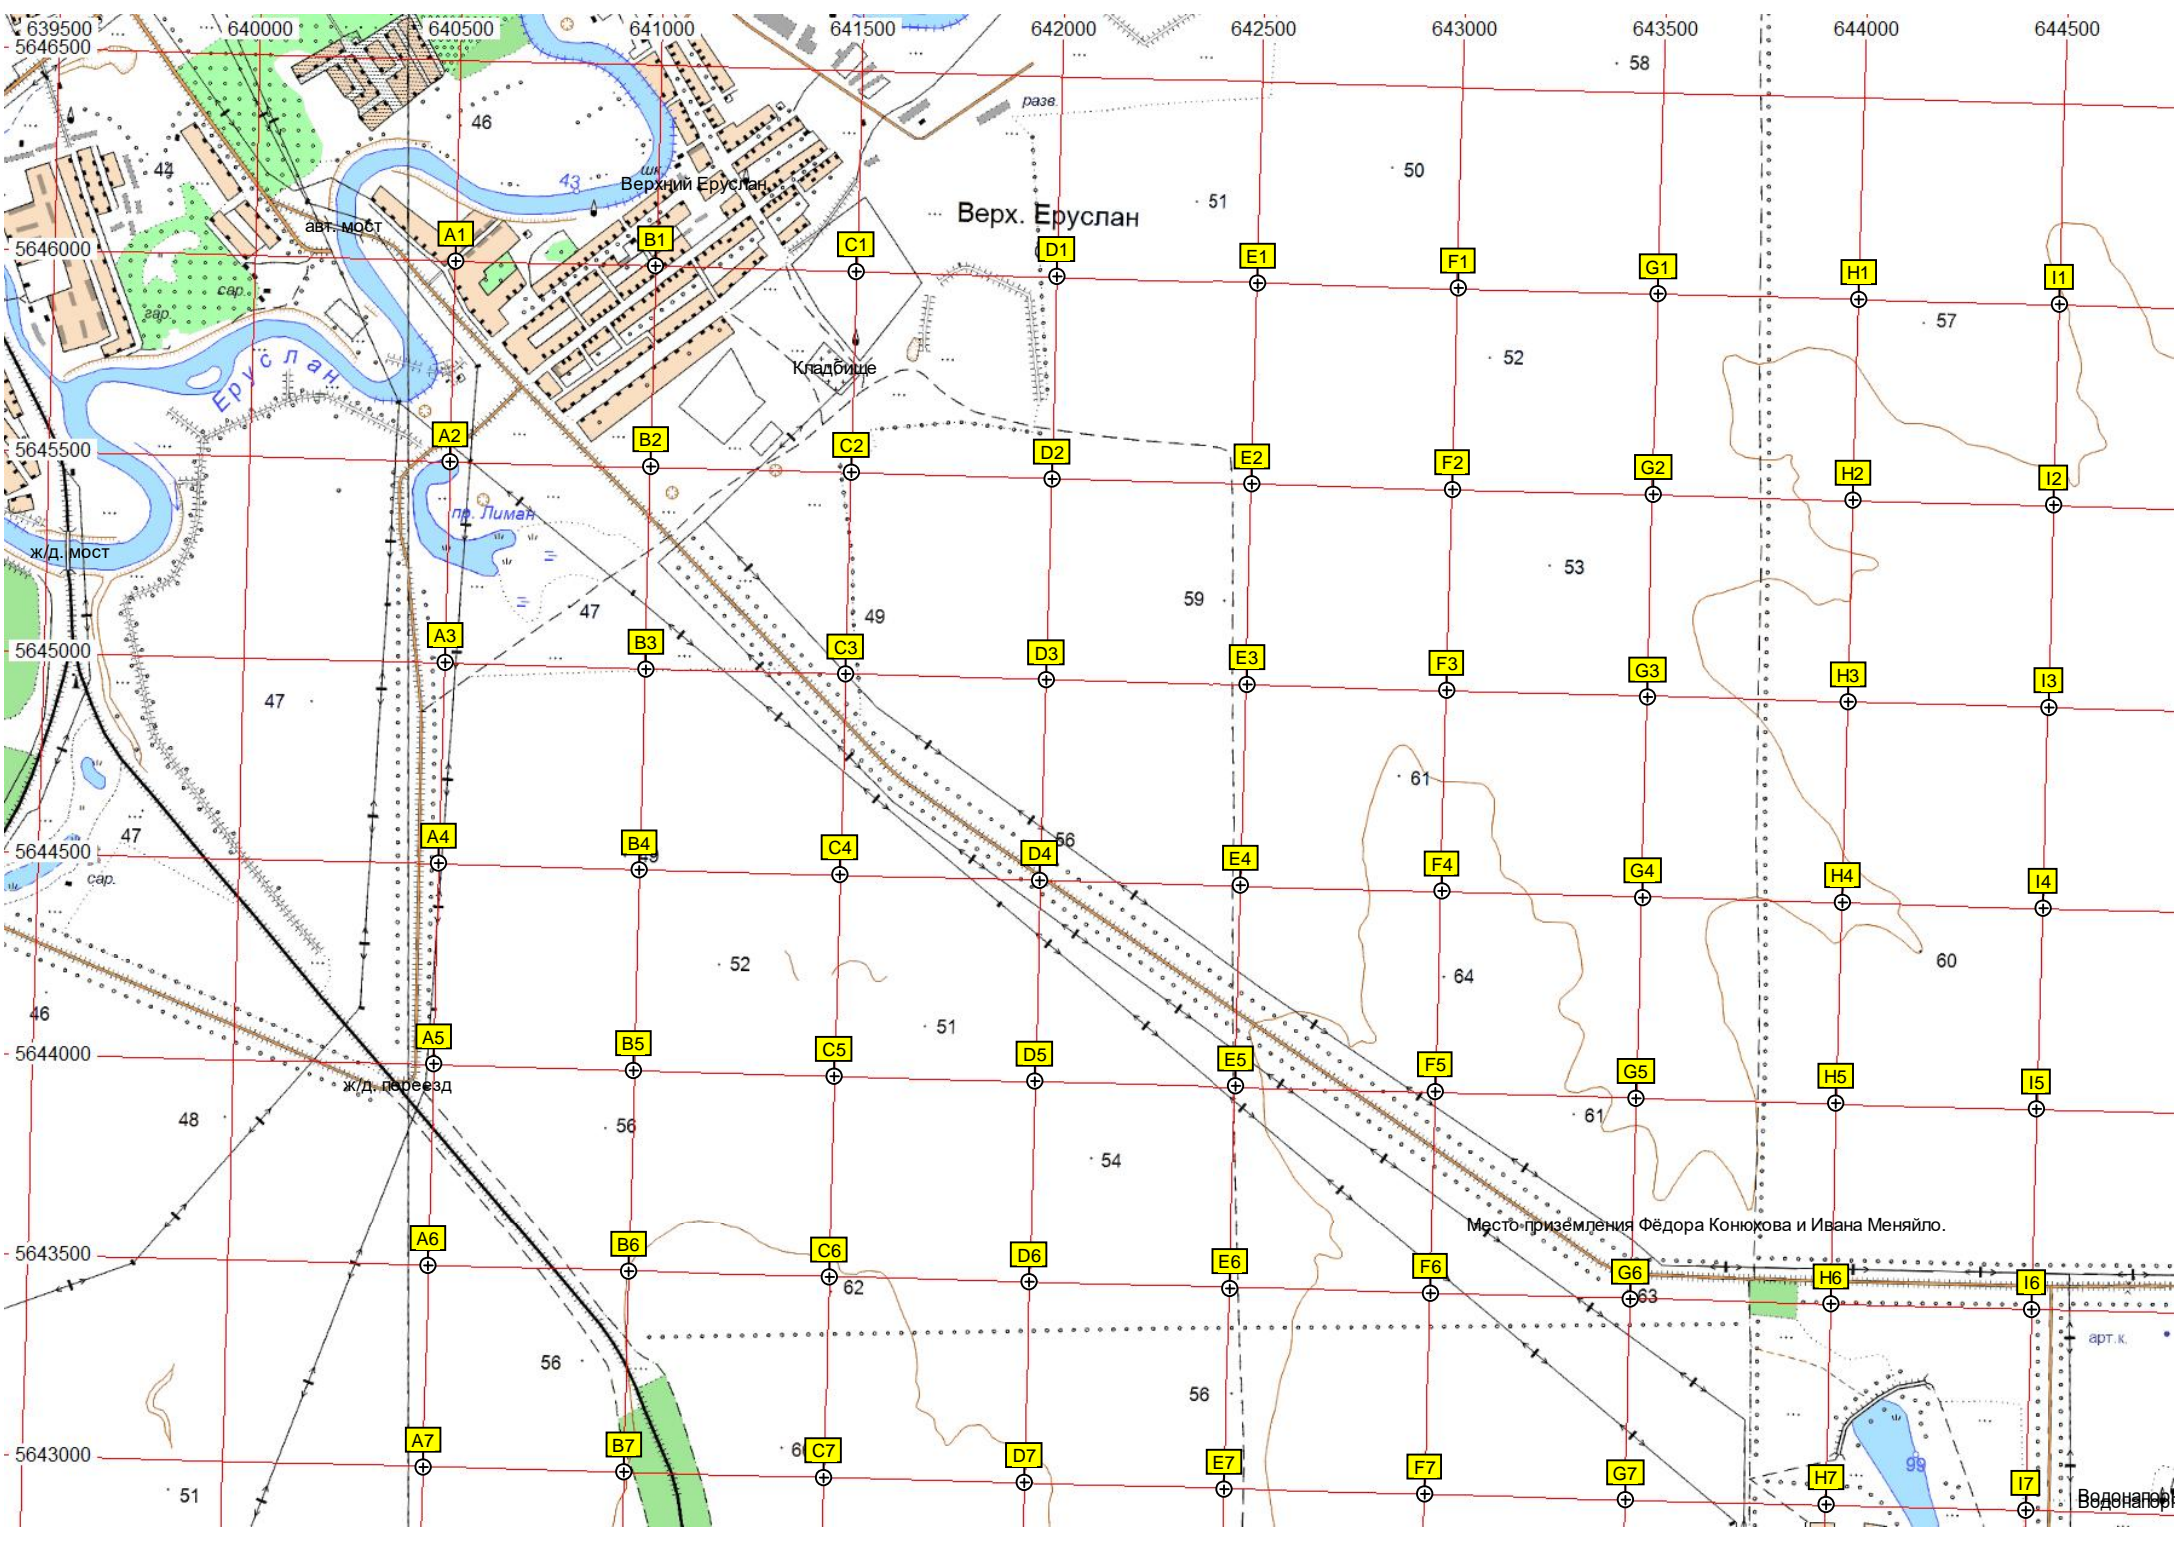 639500 640000 640500 641000 641500 642000 642500 643000 643500 644000 644500
5646500
58
разв.
46
44
50
43
шк.
Верхний Еруслан
51
Верх. Еруслан
авт. мост
A1 B1 C1 D1 E1 F1 G1 H1 I1
5646000
сар.
гар.
57
52
Еруслан
Кладбище
A2 B2 C2 D2 E2 F2 G2 H2 I2
5645500
пр. Лиман
ж/д. мост
53
59
47
49
A3 B3 C3 D3 E3 F3 G3 H3 I3
5645000
47
61
47
56
A4 B4 C4 D4 E4 F4 G4 H4 I4
5644500
49
сар.
52
60
64
46
51
A5 B5 C5 D5 E5 F5 G5 H5 I5
5644000
ж/д. переезд
48
56
61
54
Место приземления Фёдора Конюхова и Ивана Меняйло.
A6 B6 C6 D6 E6 F6 G6 H6 I6
5643500
62
63
арт.к.
56
56
A7 B7 C7 D7 E7 F7 G7 H7 I7
5643000
99
51